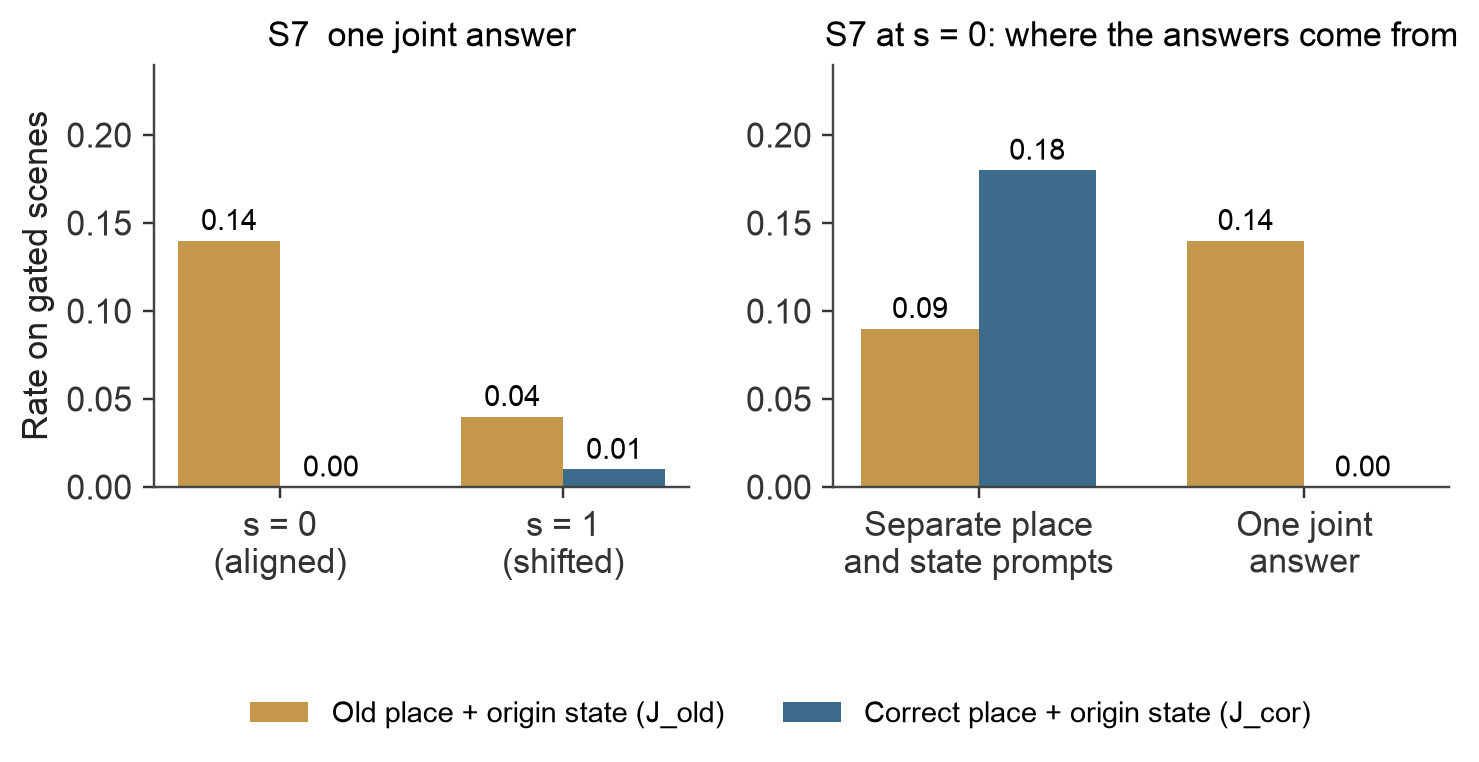 S7  one joint answer
Rate on gated scenes
0.20
0.15
0.10
0.05
0.00
0.14
0.00
0.04
0.01
s = 0
(aligned)
s = 1
(shifted)
S7 at s = 0: where the answers come from
0.20
0.15
0.10
0.05
0.00
0.09
0.18
0.14
0.00
Separate place
and state prompts
One joint
answer
Old place + origin state (J_old)
Correct place + origin state (J_cor)